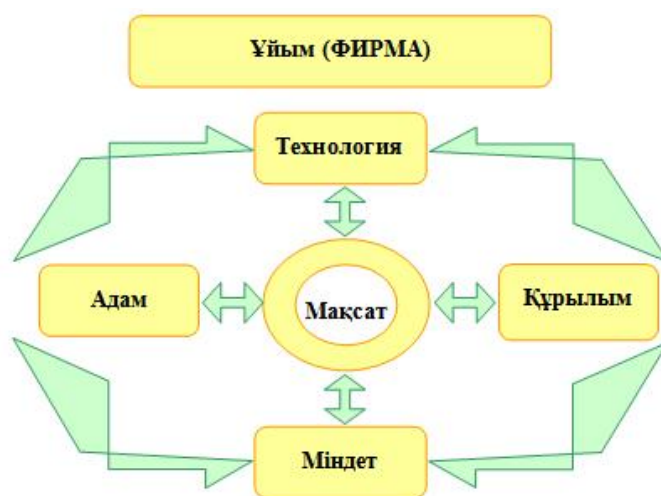 Ұйым (ФИРМА)
Технология
Адам
Мақсат
Құрылым
Міндет